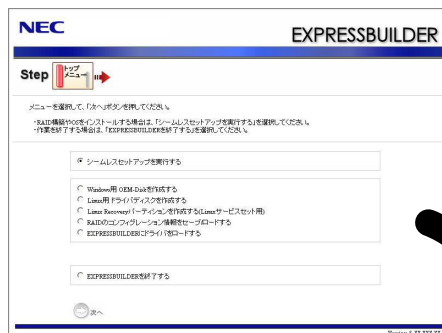 NEC
EXPRESSBUILDER
Step トップメニュー
メニューを選択して、「次へ」ボタンを押してください。
・RAID構築やOSをインストールする場合は、「シームレスセットアップを実行する」を選択してください。
・作業を終了する場合は、「EXPRESSBUILDERを終了する」を選択してください。
シームレスセットアップを実行する
Windows用 OEM-Diskを作成する
Linux用 ドライバディスクを作成する
Linux Recoveryパーティションを作成する(Linuxサービスセット用)
RAIDのコンフィグレーション情報をセーブ/ロードする
EXPRESSBUILDERにドライバをロードする
EXPRESSBUILDERを終了する
次へ